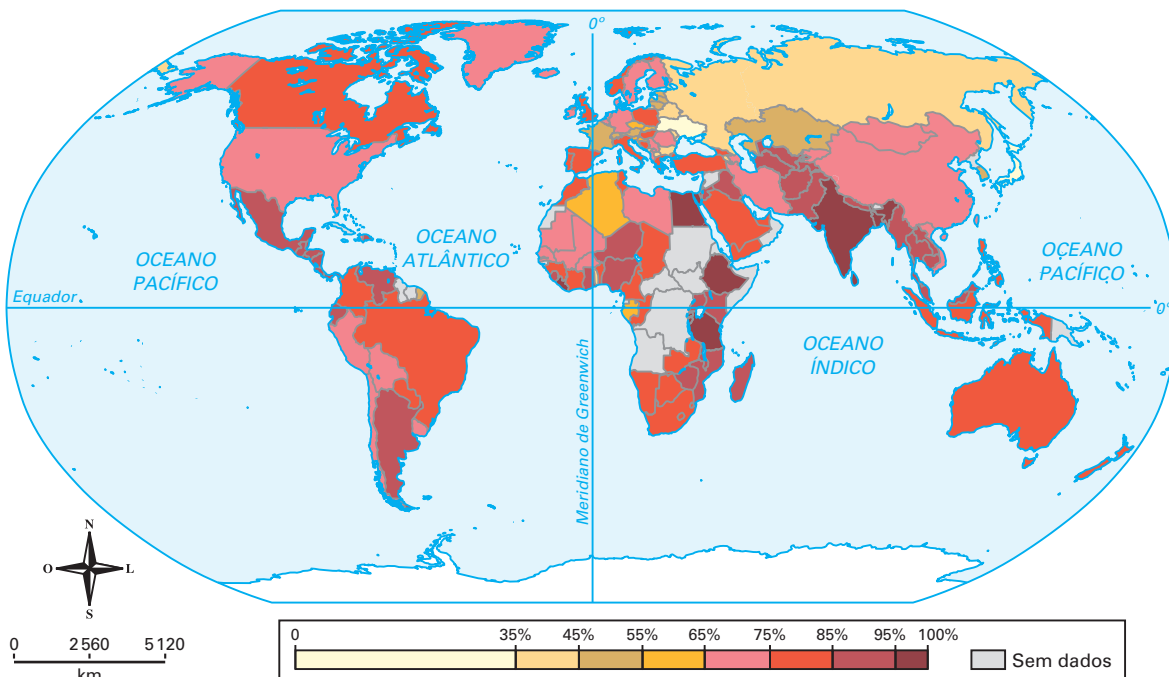 0°
OCEANO
PACÍFICO
OCEANO
ATLÂNTICO
OCEANO
PACÍFICO
Equador
0°
OCEANO
ÍNDICO
Meridiano de Greenwich
N
O
L
S
0 2 560 5 120
km
0 35% 45% 55% 65% 75% 85% 95% 100%
Sem dados